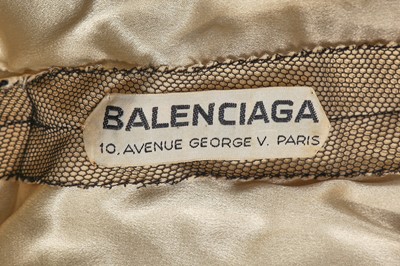 BALENCIAGA
10, AVENUE GEORGE V. PARIS